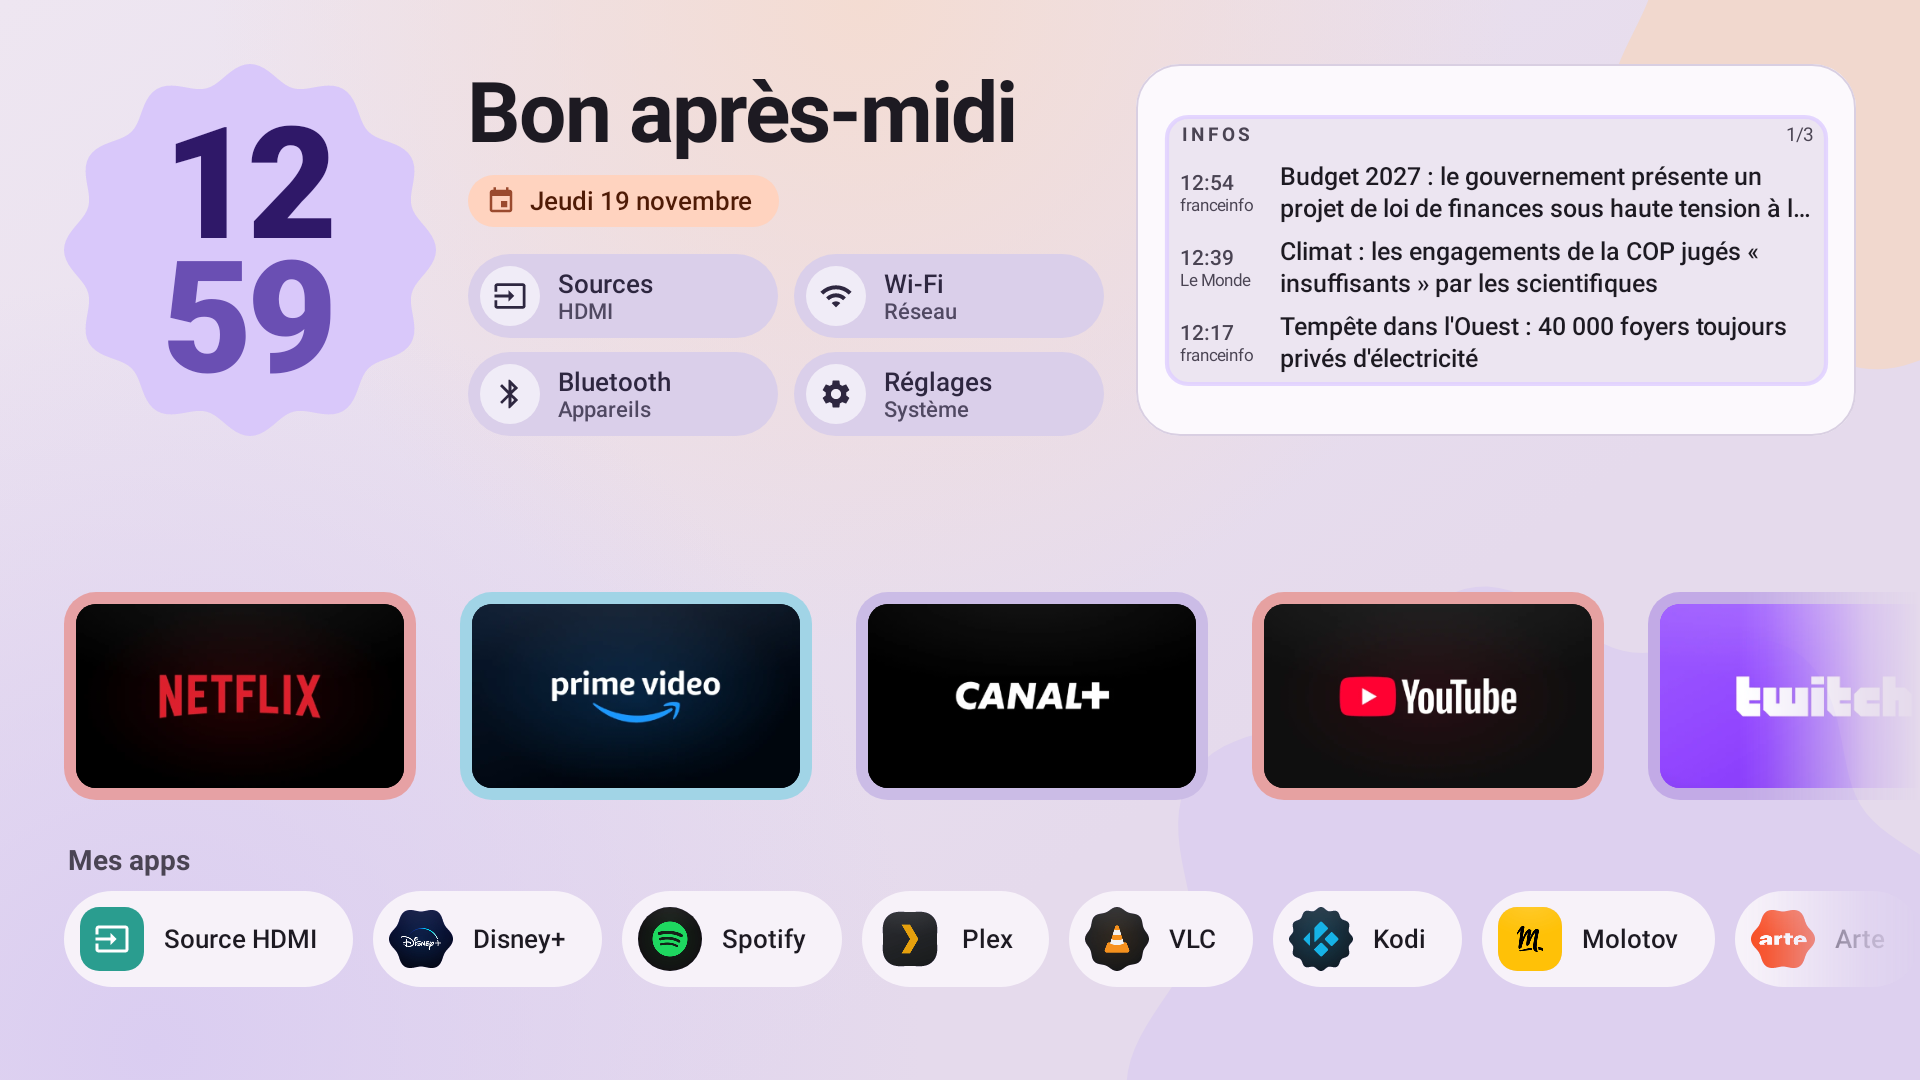 12
59
Bon après-midi
Jeudi 19 novembre
Sources
HDMI
Wi-Fi
Réseau
Bluetooth
Appareils
Réglages
Système
INFOS
1/3
12:54
franceinfo
Budget 2027 : le gouvernement présente un
projet de loi de finances sous haute tension à l…
12:39
Le Monde
Climat : les engagements de la COP jugés «
insuffisants » par les scientifiques
12:17
franceinfo
Tempête dans l'Ouest : 40 000 foyers toujours
privés d'électricité
NETFLIX
prime video
CANAL+
YouTube
twitch
Mes apps
Source HDMI
Disney+
Disney+
Spotify
Plex
VLC
Kodi
M.
Molotov
arte
Arte